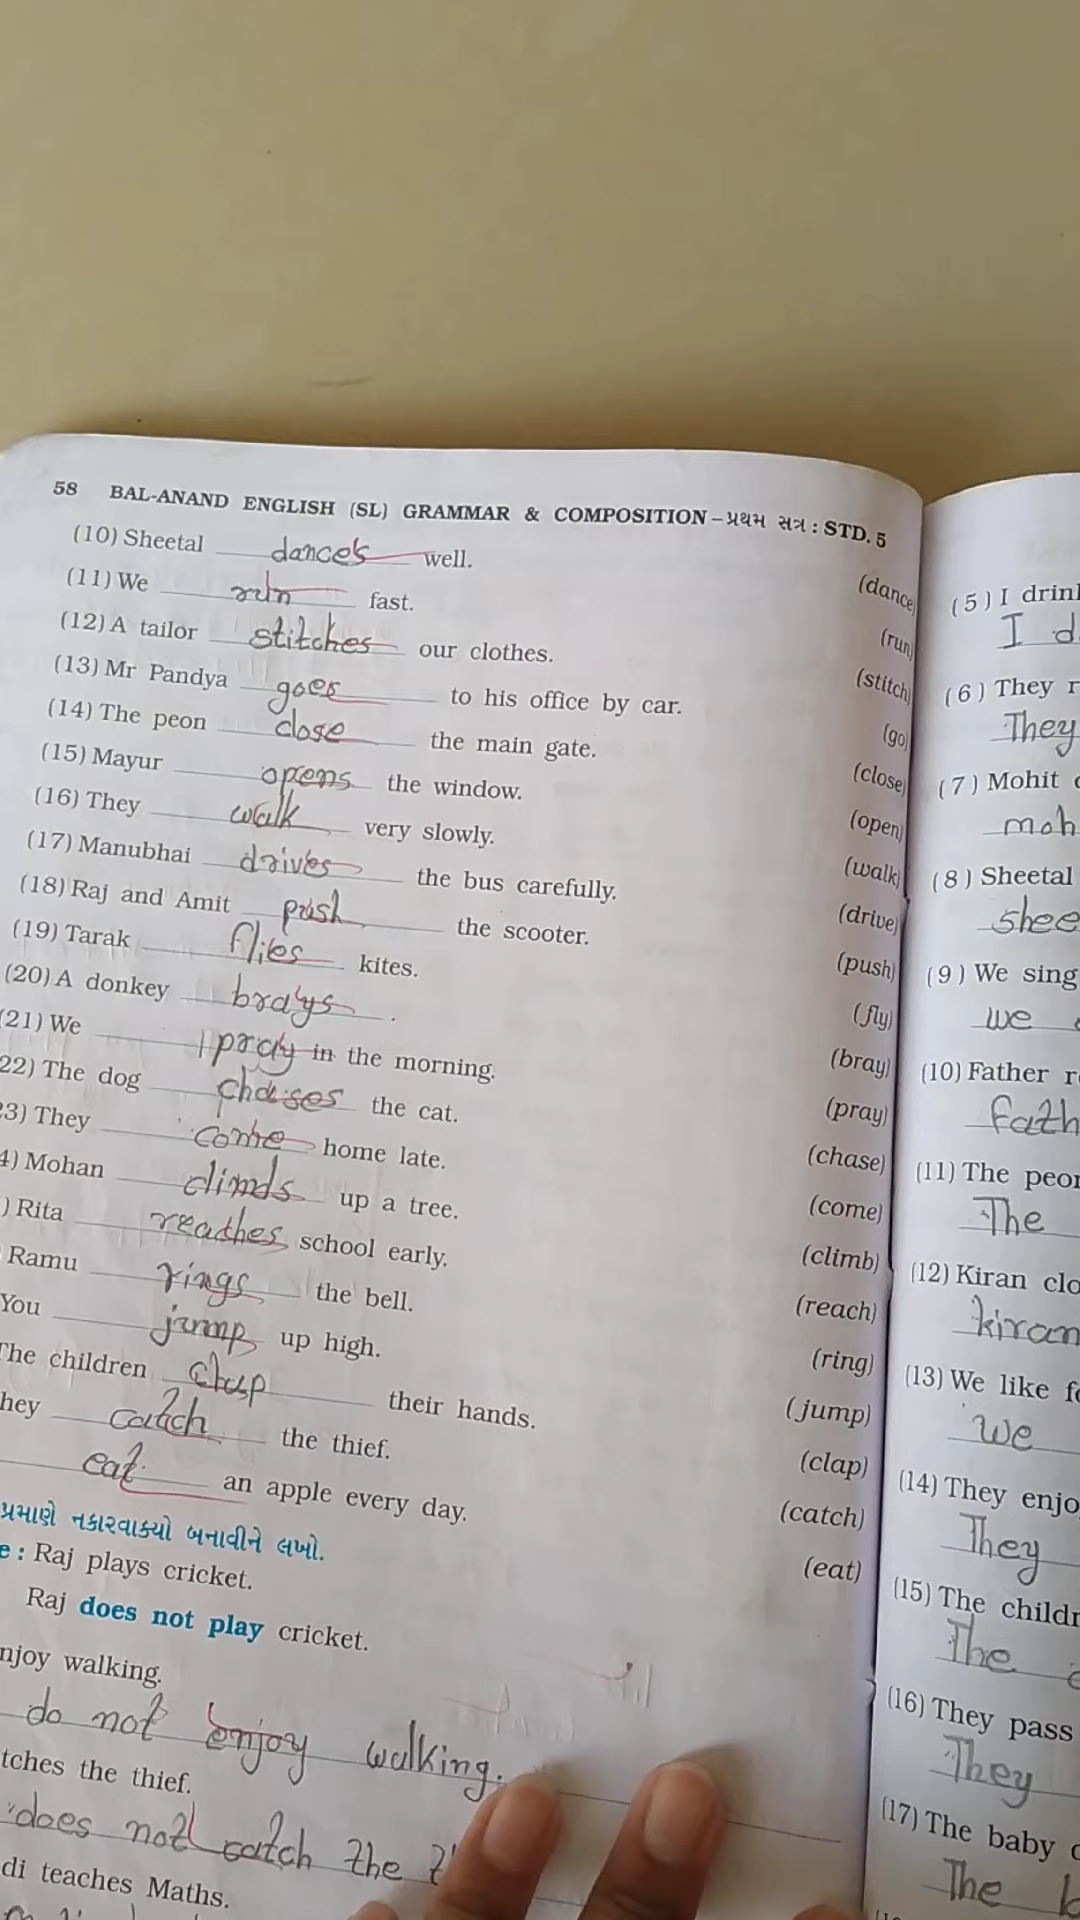 58 BAL-ANAND ENGLISH (SL) GRAMMAR & COMPOSITION – પ્રથમ સત્ર : STD. 5
(10) Sheetal dances well. (dance
(11) We run fast. (run)
(12) A tailor stitches our clothes. (stitch)
(13) Mr Pandya goes to his office by car. (go)
(14) The peon close the main gate. (close)
(15) Mayur opens the window. (open)
(16) They walk very slowly. (walk)
(17) Manubhai drives the bus carefully. (drive)
(18) Raj and Amit push the scooter. (push)
(19) Tarak flies kites. (fly)
(20) A donkey brays. (bray)
(21) We pray in the morning. (pray)
22) The dog chases the cat. (chase)
3) They come home late. (come)
4) Mohan climbs up a tree. (climb)
) Rita reaches school early. (reach)
Ramu rings the bell. (ring)
You jump up high. (jump)
The children clap their hands. (clap)
hey catch the thief. (catch)
eat an apple every day. (eat)
પ્રમાણે નકારવાક્યો બનાવીને લખો.
e : Raj plays cricket.
Raj does not play cricket.
njoy walking.
do not enjoy walking.
tches the thief.
does not catch the
di teaches Maths.
(5) I drink
I d
(6) They r
They
(7) Mohit
moh
(8) Sheetal
shee
(9) We sing
we
(10) Father r
fath
(11) The peon
The
(12) Kiran clo
kiran
(13) We like f
we
(14) They enjo
They
(15) The childr
The
(16) They pass
They
(17) The baby
The b